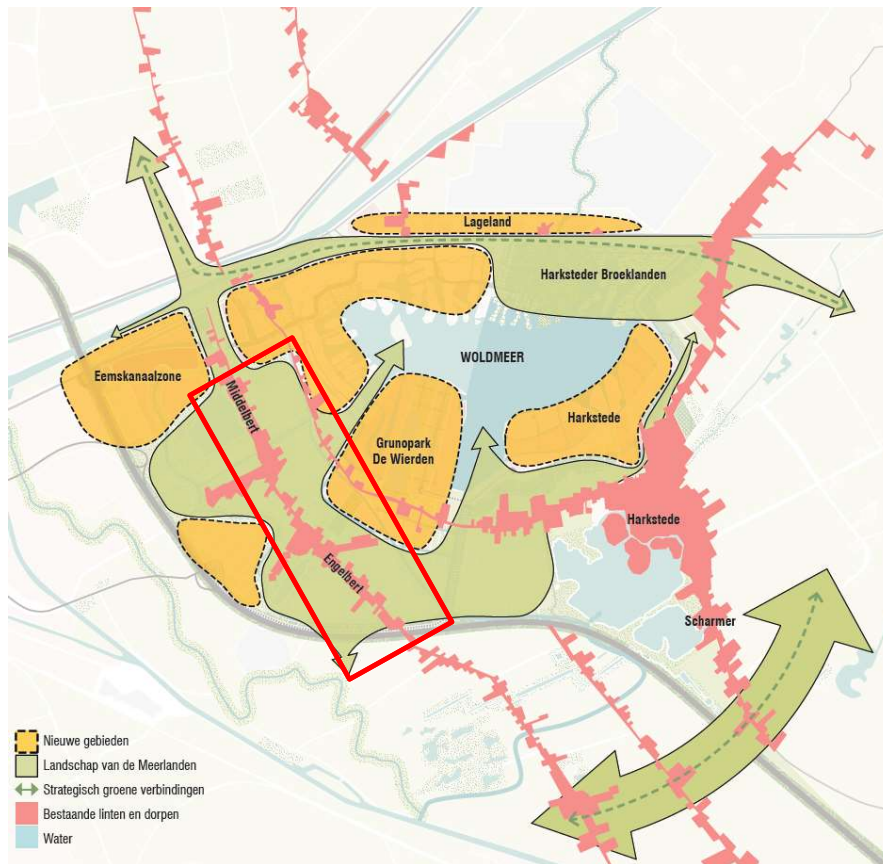 Lageland
Harksteder Broeklanden
WOLDMEER
Eemskanaalzone
Middelbert
Harkstede
Grunopark
De Wierden
Harkstede
Engelbert
Scharmer
Nieuwe gebieden
Landschap van de Meerlanden
Strategisch groene verbindingen
Bestaande linten en dorpen
Water